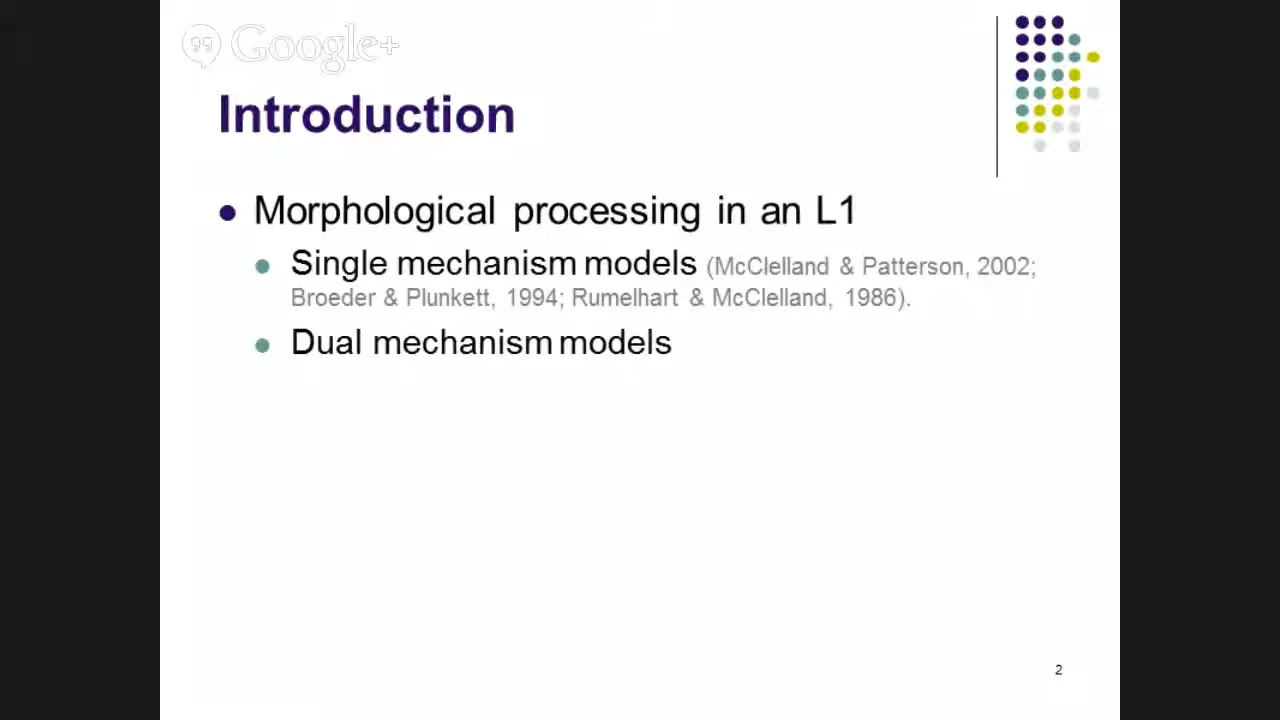 Google+
Introduction
Morphological processing in an L1
Single mechanism models (McClelland & Patterson, 2002;
Broeder & Plunkett, 1994; Rumelhart & McClelland, 1986).
Dual mechanism models
2